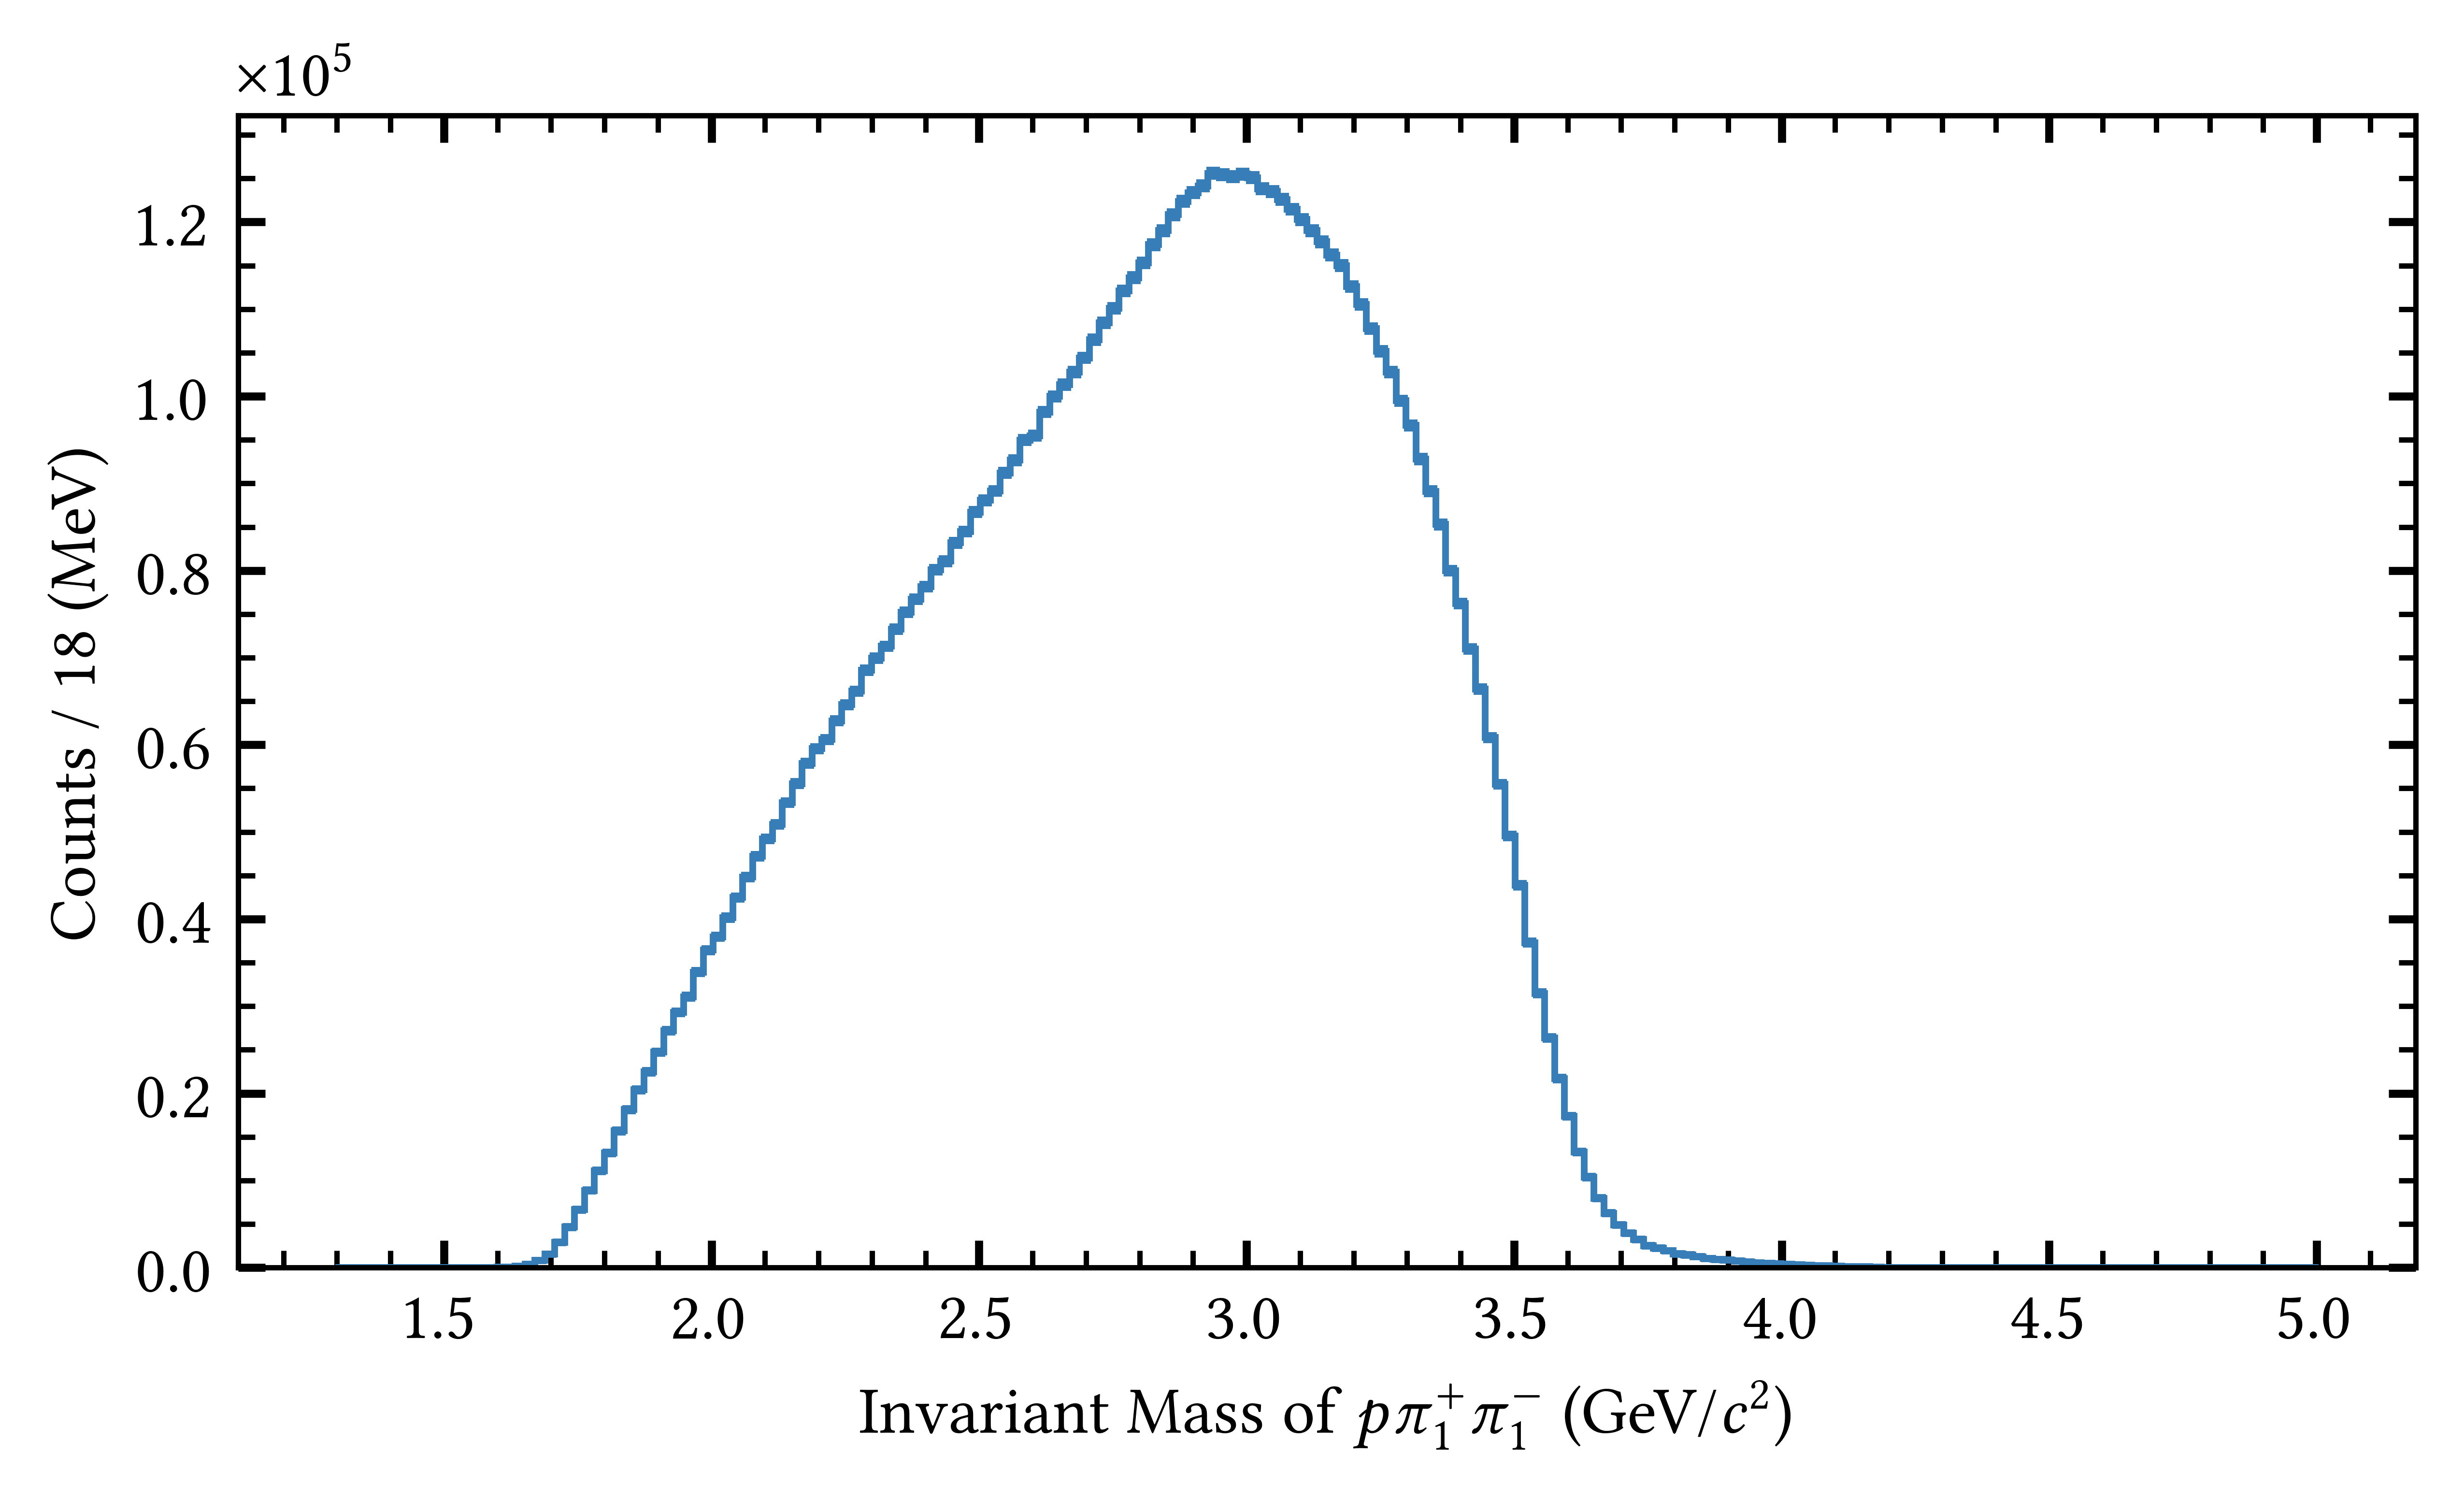 ×10⁵
Counts / 18 (MeV)
1.2
1.0
0.8
0.6
0.4
0.2
0.0
1.5 2.0 2.5 3.0 3.5 4.0 4.5 5.0
Invariant Mass of pπ₁⁺π₁⁻ (GeV/c²)